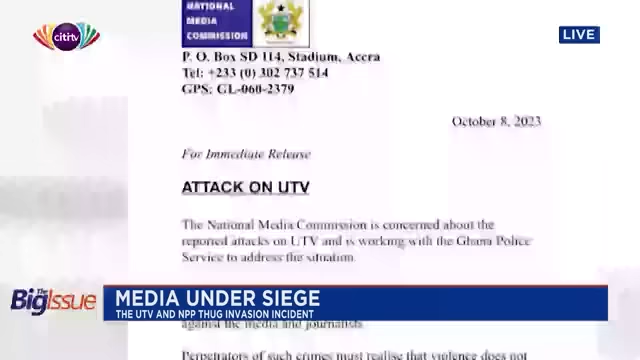 cititv
NATIONAL
MEDIA
COMMISSION
LIVE
P. O. Box SD 114, Stadium, Accra
Tel: +233 (0) 302 737 514
GPS: GL-060-2379
October 8, 2023
For Immediate Release
ATTACK ON UTV
The National Media Commission is concerned about the
reported attacks on UTV and is working with the Ghana Police
Service to address the situation.
The
BigIssue
MEDIA UNDER SIEGE
THE UTV AND NPP THUG INVASION INCIDENT
against the media and journalists.
Perpetrators of such crimes must realise that violence does not